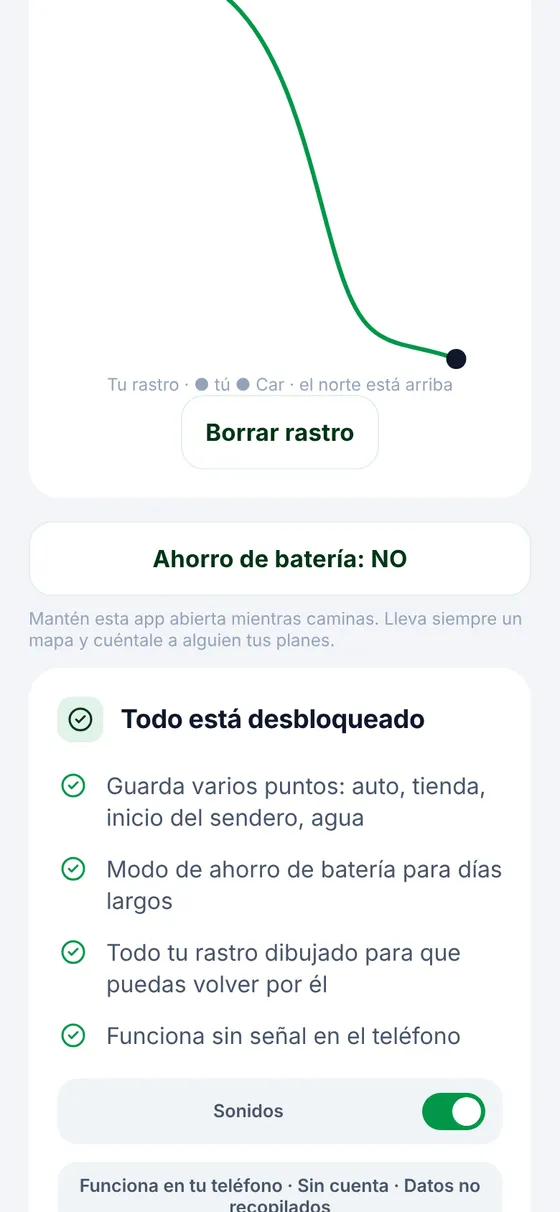 Tu rastro · ● tú ● Car · el norte está arriba
Borrar rastro
Ahorro de batería: NO
Mantén esta app abierta mientras caminas. Lleva siempre un
mapa y cuéntale a alguien tus planes.
Todo está desbloqueado
Guarda varios puntos: auto, tienda,
inicio del sendero, agua
Modo de ahorro de batería para días
largos
Todo tu rastro dibujado para que
puedas volver por él
Funciona sin señal en el teléfono
Sonidos
Funciona en tu teléfono · Sin cuenta · Datos no
recopilados